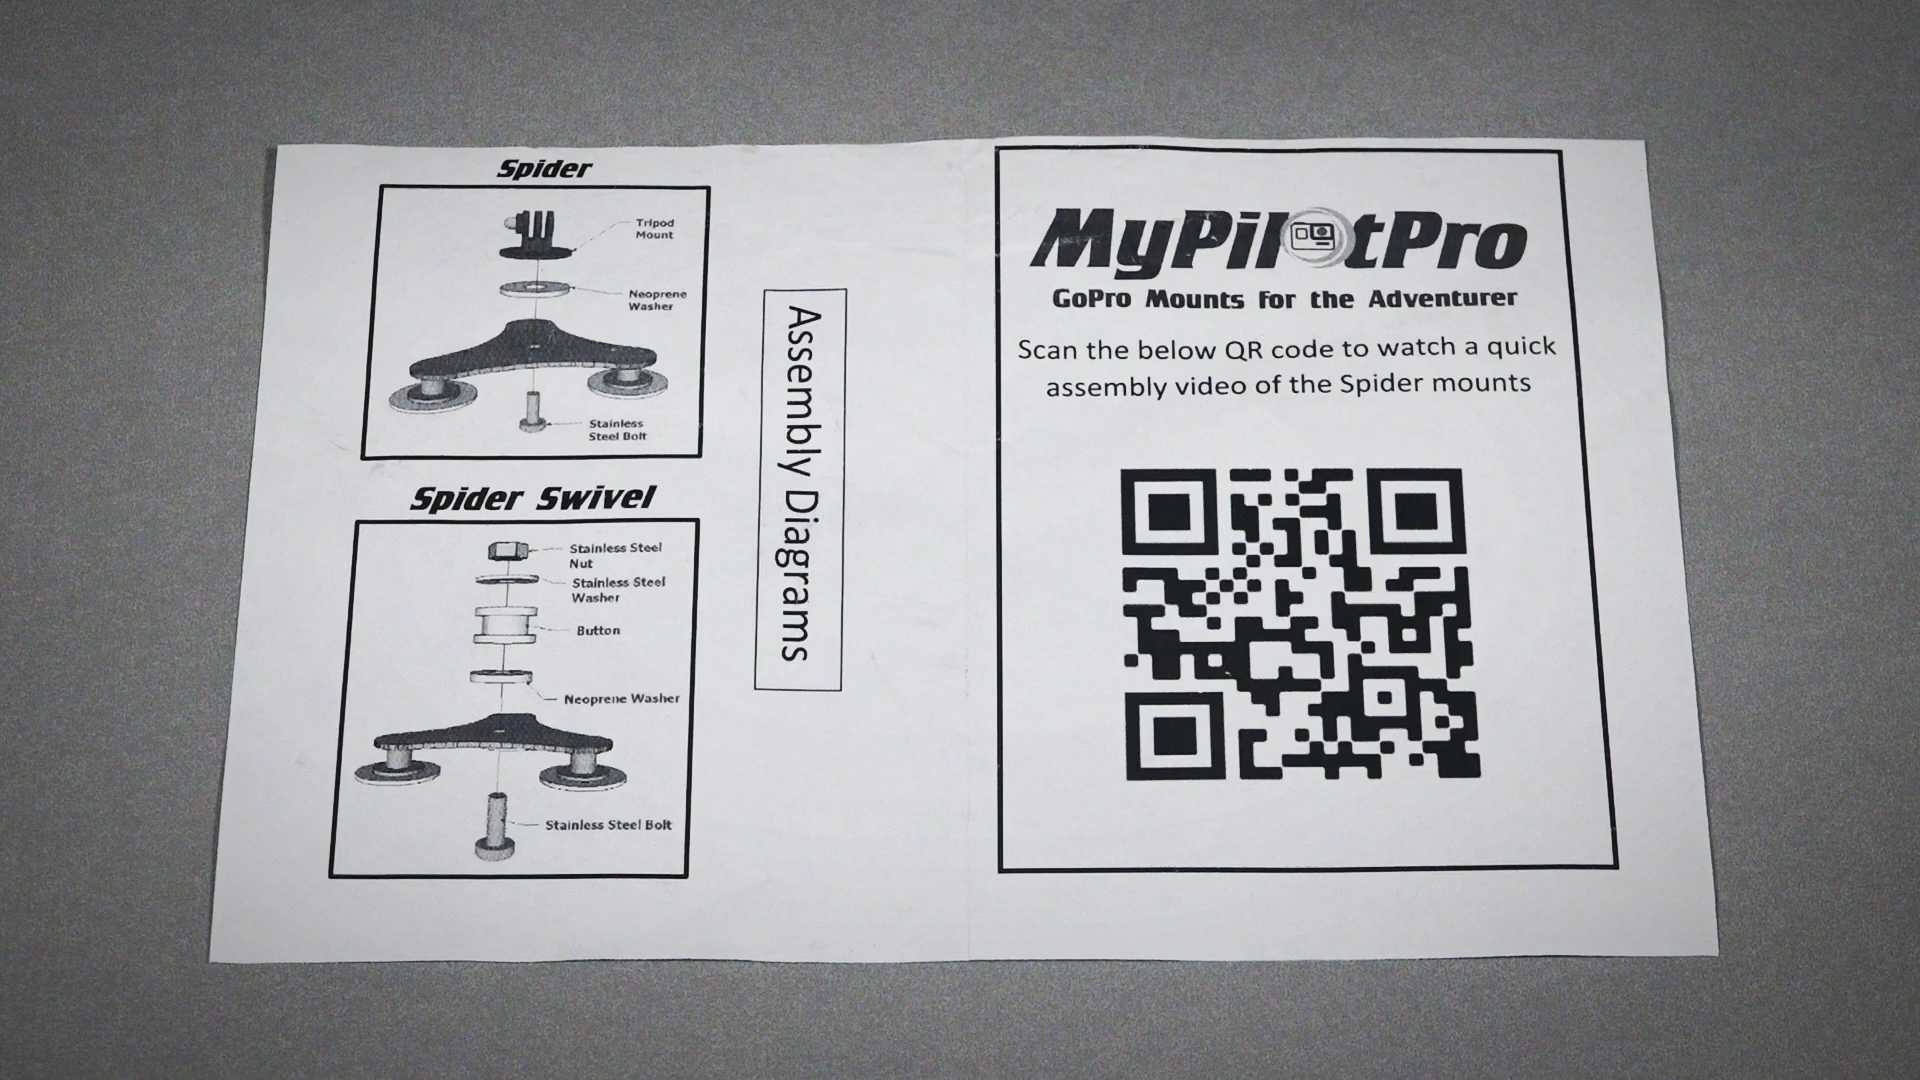 Spider
Tripod
Mount
Neoprene
Washer
Stainless
Steel Bolt
Spider Swivel
Stainless Steel
Nut
Stainless Steel
Washer
Button
Neoprene Washer
Stainless Steel Bolt
Assembly Diagrams
MyPilotPro
GoPro Mounts for the Adventurer
Scan the below QR code to watch a quick
assembly video of the Spider mounts